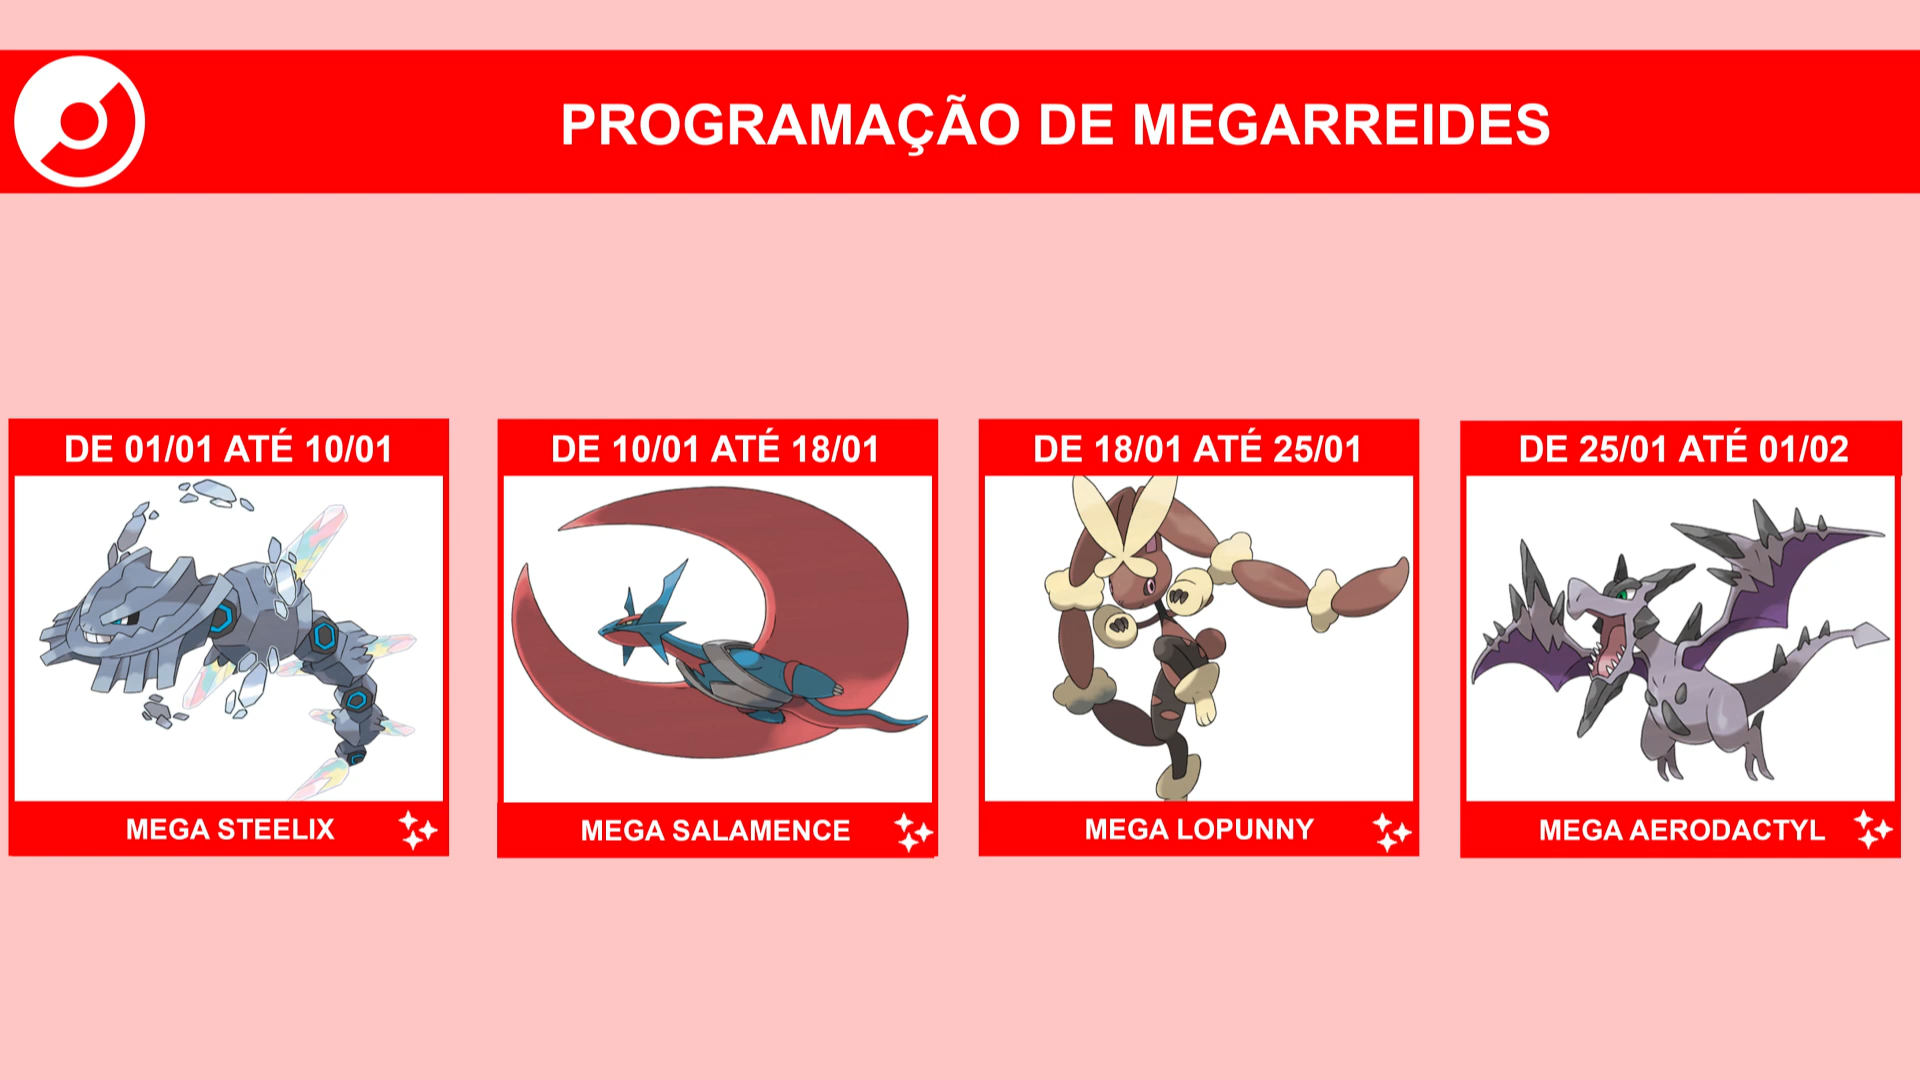 PROGRAMAÇÃO DE MEGARREIDES
DE 01/01 ATÉ 10/01
MEGA STEELIX
DE 10/01 ATÉ 18/01
MEGA SALAMENCE
DE 18/01 ATÉ 25/01
MEGA LOPUNNY
DE 25/01 ATÉ 01/02
MEGA AERODACTYL